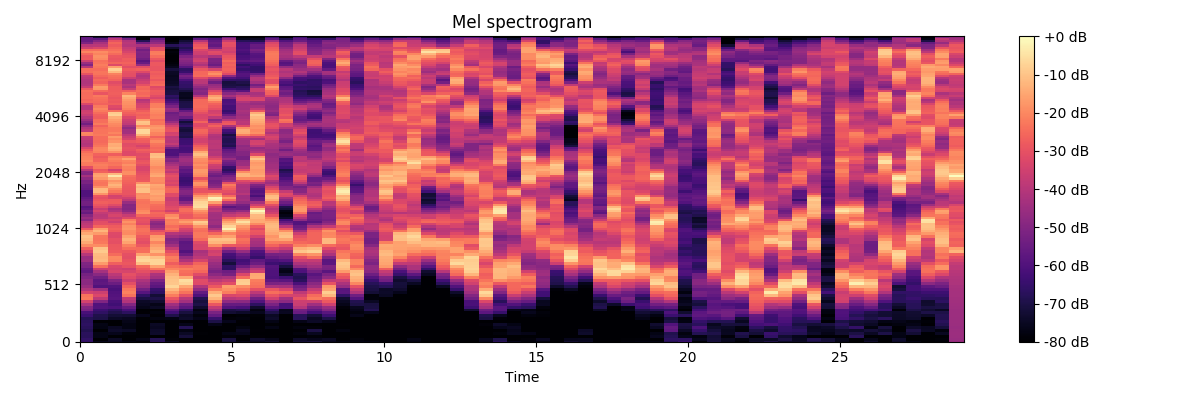 Mel spectrogram
Hz
8192
4096
2048
1024
512
0
0 5 10 15 20 25
Time
+0 dB
-10 dB
-20 dB
-30 dB
-40 dB
-50 dB
-60 dB
-70 dB
-80 dB